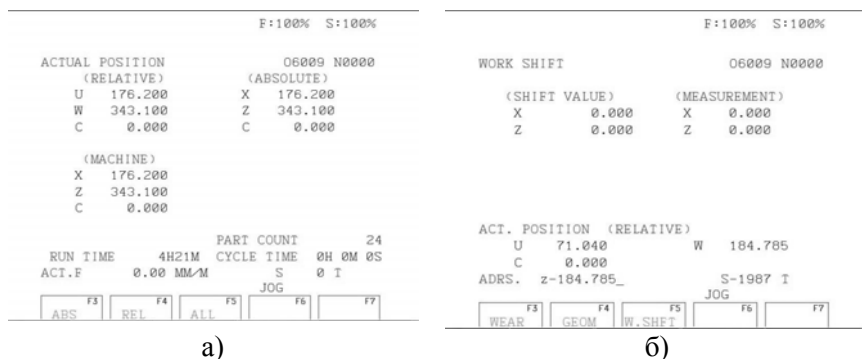 F:100% S:100%
ACTUAL POSITION O6009 N0000
(RELATIVE) (ABSOLUTE)
U 176.200 X 176.200
W 343.100 Z 343.100
C 0.000 C 0.000
(MACHINE)
X 176.200
Z 343.100
C 0.000
PART COUNT 24
RUN TIME 4H21M CYCLE TIME 0H 0M 0S
ACT.F 0.00 MM/M S 0 T
JOG
F3 F4 F5 F6 F7
ABS REL ALL
а)
F:100% S:100%
WORK SHIFT O6009 N0000
(SHIFT VALUE) (MEASUREMENT)
X 0.000 X 0.000
Z 0.000 Z 0.000
ACT. POSITION (RELATIVE)
U 71.040 W 184.785
C 0.000
ADRS. z-184.785_ S-1987 T
JOG
F3 F4 F5 F6 F7
WEAR GEOM W.SHFT
б)